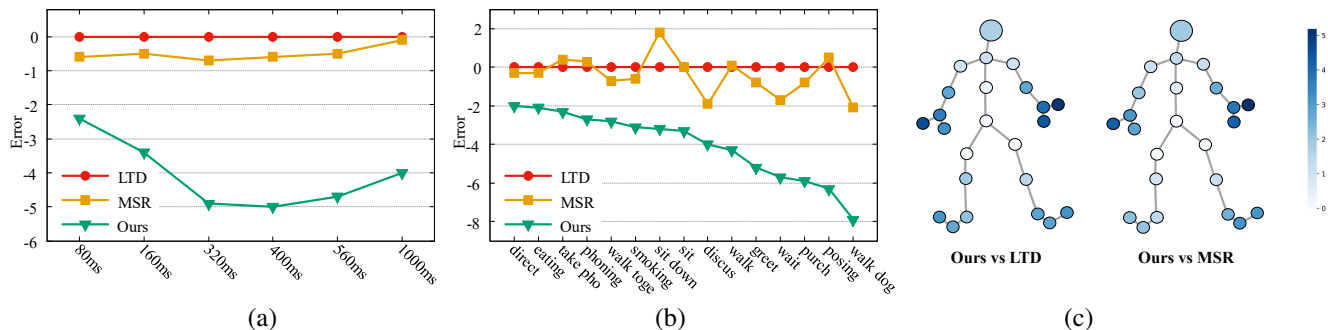 0
-1
-2
-3
-4
-5
-6
Error
LTD
MSR
Ours
80ms
160ms
320ms
400ms
560ms
1000ms
(a)
2
0
-2
-4
-6
-8
Error
LTD
MSR
Ours
direct
eating
take pho
phoning
walk toge
smoking
sit down
sit
discus
walk
greet
wait
purch
posing
walk dog
(b)
5
4
3
2
1
0
Ours vs LTD
Ours vs MSR
(c)